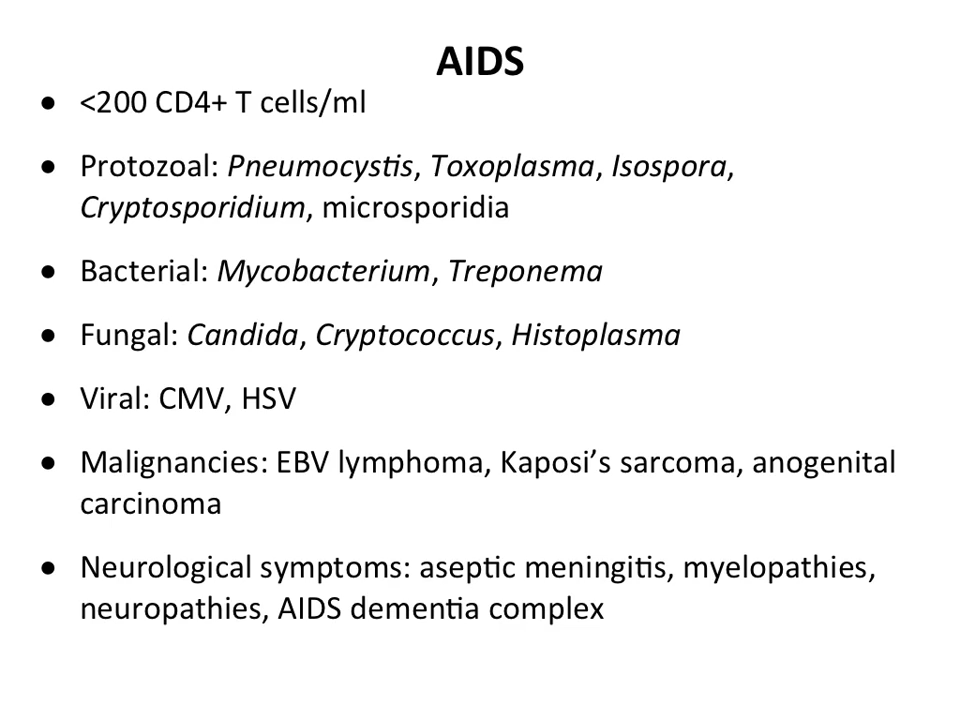 AIDS
• <200 CD4+ T cells/ml
• Protozoal: Pneumocystis, Toxoplasma, Isospora,
Cryptosporidium, microsporidia
• Bacterial: Mycobacterium, Treponema
• Fungal: Candida, Cryptococcus, Histoplasma
• Viral: CMV, HSV
• Malignancies: EBV lymphoma, Kaposi’s sarcoma, anogenital
carcinoma
• Neurological symptoms: aseptic meningitis, myelopathies,
neuropathies, AIDS dementia complex